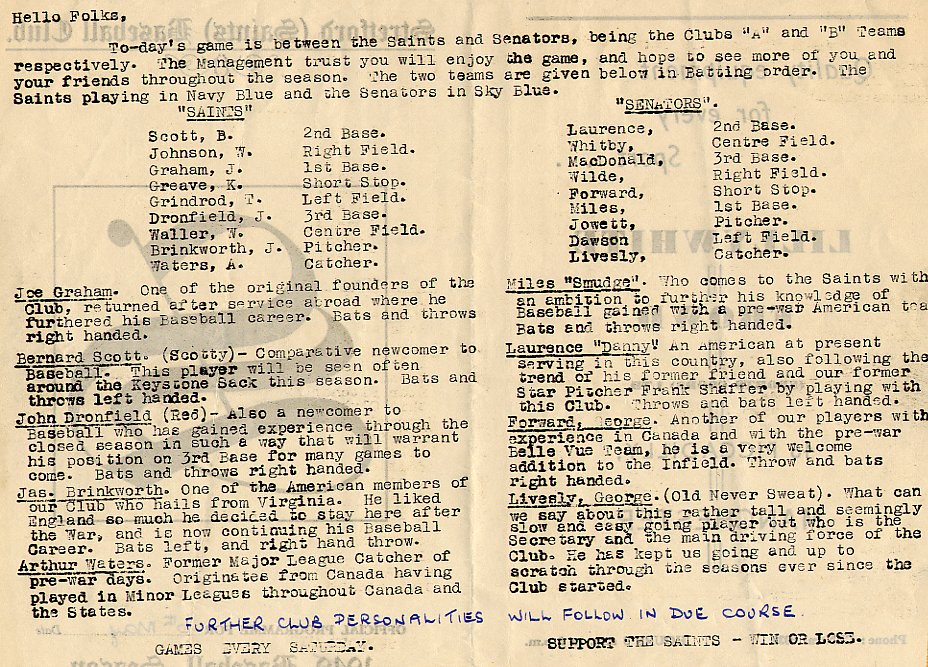 Hello Folks,
To-day's game is between the Saints and Senators, being the Clubs "A" and "B" Teams
respectively. The Management trust you will enjoy the game, and hope to see more of you and
your friends throughout the season. The two teams are given below in Batting order. The
Saints playing in Navy Blue and the Senators in Sky Blue.
"SAINTS"
Scott, B. 2nd Base.
Johnson, W. Right Field.
Graham, J. 1st Base.
Greave, K. Short Stop.
Grindrod, T. Left Field.
Dronfield, J. 3rd Base.
Waller, W. Centre Field.
Brinkworth, J. Pitcher.
Waters, A. Catcher.
Joe Graham. One of the original founders of the
Club, returned after service abroad where he
furthered his Baseball career. Bats and throws
right handed.
Bernard Scott. (Scotty)- Comparative newcomer to
Baseball. This player will be seen often
around the Keystone Sack this season. Bats and
throws left handed.
John Dronfield (Red)- Also a newcomer to
Baseball who has gained experience through the
closed season in such a way that will warrant
his position on 3rd Base for many games to
come. Bats and throws right handed.
Jas. Brinkworth. One of the American members of
our Club who hails from Virginia. He liked
England so much he decided to stay here after
the War, and is now continuing his Baseball
Career. Bats left, and right hand throw.
Arthur Waters. Former Major League Catcher of
pre-war days. Originates from Canada having
played in Minor Leagues throughout Canada and
the States.
"SENATORS".
Laurence, 2nd Base.
Whitby, Centre Field.
MacDonald, 3rd Base.
Wilde, Right Field.
Forward, Short Stop.
Miles, 1st Base.
Jowett, Pitcher.
Dawson Left Field.
Livesly, Catcher.
Miles "Smudge". Who comes to the Saints with
an ambition to further his knowledge of
Baseball gained with a pre-war American tea
Bats and throws right handed.
Laurence "Danny" An American at present
serving in this country, also following the
trend of his former friend and our former
Star Pitcher Frank Shaffer by playing with
this Club. Throws and bats left handed.
Forward, George. Another of our players with
experience in Canada and with the pre-war
Belle Vue Team, he is a very welcome
addition to the Infield. Throw and bats
right handed.
Livesly, George.(Old Never Sweat). What can
we say about this rather tall and seemingly
slow and easy going player but who is the
Secretary and the main driving force of the
Club. He has kept us going and up to
scratch through the seasons ever since the
Club started.
FURTHER CLUB PERSONALITIES WILL FOLLOW IN DUE COURSE
GAMES EVERY SATURDAY. SUPPORT THE SAINTS - WIN OR LOSE.